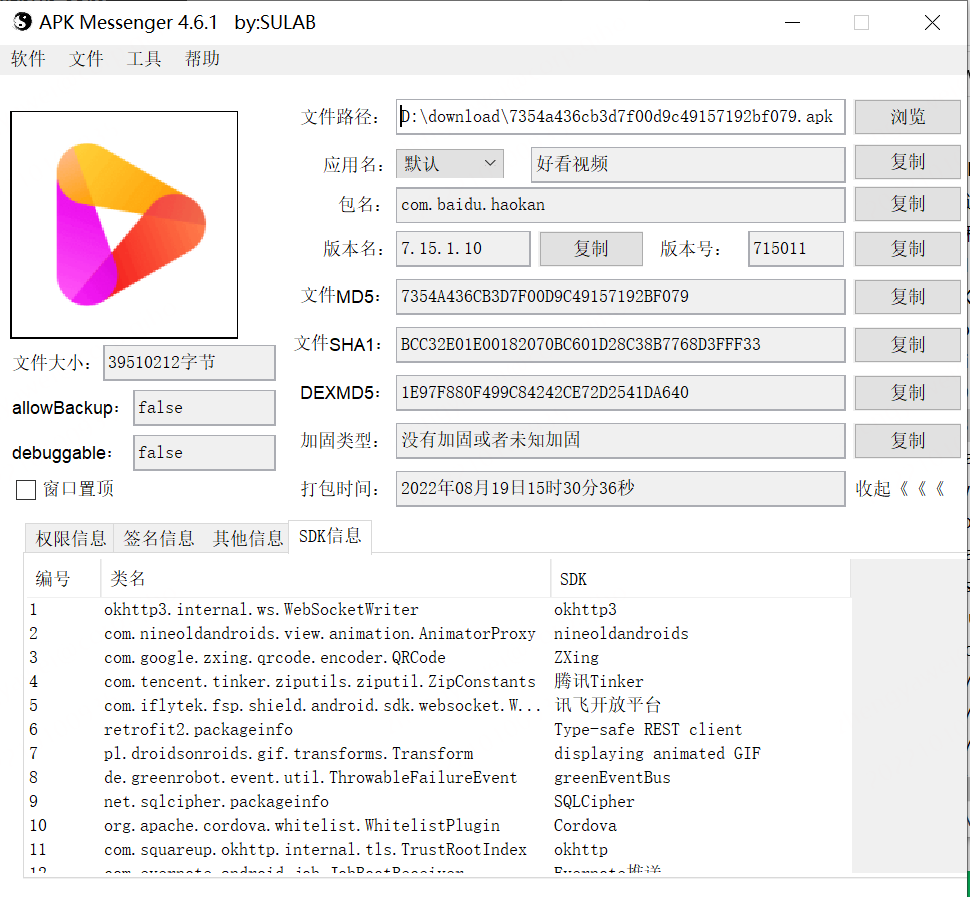 APK Messenger 4.6.1 by:SULAB
软件 文件 工具 帮助
文件路径: D:\download\7354a436cb3d7f00d9c49157192bf079.apk 浏览
应用名: 默认 好看视频 复制
包名: com.baidu.haokan 复制
版本名: 7.15.1.10 复制 版本号: 715011 复制
文件MD5: 7354A436CB3D7F00D9C49157192BF079 复制
文件SHA1: BCC32E01E00182070BC601D28C38B7768D3FFF33 复制
文件大小: 39510212字节
DEXMD5: 1E97F880F499C84242CE72D2541DA640 复制
allowBackup: false
加固类型: 没有加固或者未知加固 复制
debuggable: false
窗口置顶
打包时间: 2022年08月19日15时30分36秒 收起《《《
权限信息 签名信息 其他信息 SDK信息
编号 类名 SDK
1 okhttp3.internal.ws.WebSocketWriter okhttp3
2 com.nineoldandroids.view.animation.AnimatorProxy nineoldandroids
3 com.google.zxing.qrcode.encoder.QRCode ZXing
4 com.tencent.tinker.ziputils.ziputil.ZipConstants 腾讯Tinker
5 com.iflytek.fsp.shield.android.sdk.websocket.W... 讯飞开放平台
6 retrofit2.packageinfo Type-safe REST client
7 pl.droidsonroids.gif.transforms.Transform displaying animated GIF
8 de.greenrobot.event.util.ThrowableFailureEvent greenEventBus
9 net.sqlcipher.packageinfo SQLCipher
10 org.apache.cordova.whitelist.WhitelistPlugin Cordova
11 com.squareup.okhttp.internal.tls.TrustRootIndex okhttp
12 com.evernote.android.job.JobRootReceiver Evernote推送